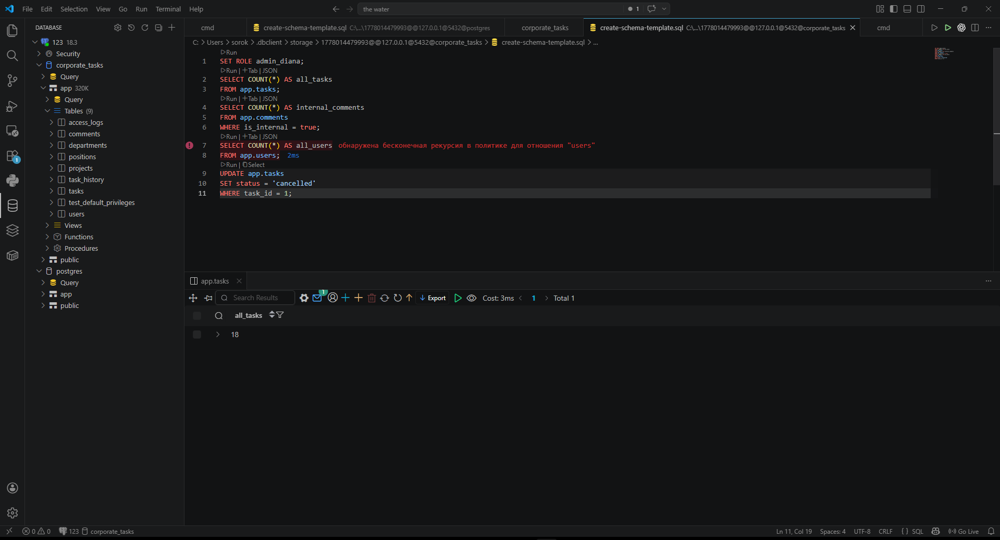 File Edit Selection View Go Run Terminal Help
the water
1
DATABASE
cmd
create-schema-template.sql C:\...\1778014479993@@127.0.0.1@5432@postgres
corporate_tasks
create-schema-template.sql C:\...\1778014479993@@127.0.0.1@5432@corporate_tasks
cmd
C: > Users > sorok > .dbclient > storage > 1778014479993@@127.0.0.1@5432@corporate_tasks > create-schema-template.sql > ...
123 18.3
Security
corporate_tasks
Query
app 320K
Query
Tables (9)
access_logs
comments
departments
positions
projects
task_history
tasks
test_default_privileges
users
Views
Functions
Procedures
public
postgres
Query
app
public
1
Run
1 SET ROLE admin_diana;
Run | +Tab | JSON
2 SELECT COUNT(*) AS all_tasks
3 FROM app.tasks;
Run | +Tab | JSON
4 SELECT COUNT(*) AS internal_comments
5 FROM app.comments
6 WHERE is_internal = true;
Run | +Tab | JSON
7 SELECT COUNT(*) AS all_users обнаружена бесконечная рекурсия в политике для отношения "users"
8 FROM app.users; 2ms
Run | Select
9 UPDATE app.tasks
10 SET status = 'cancelled'
11 WHERE task_id = 1;
app.tasks
Search Results
1
Export
Cost: 3ms < 1 > Total 1
all_tasks
18
0 0 123 corporate_tasks
Ln 11, Col 19 Spaces: 4 UTF-8 CRLF { } SQL Go Live